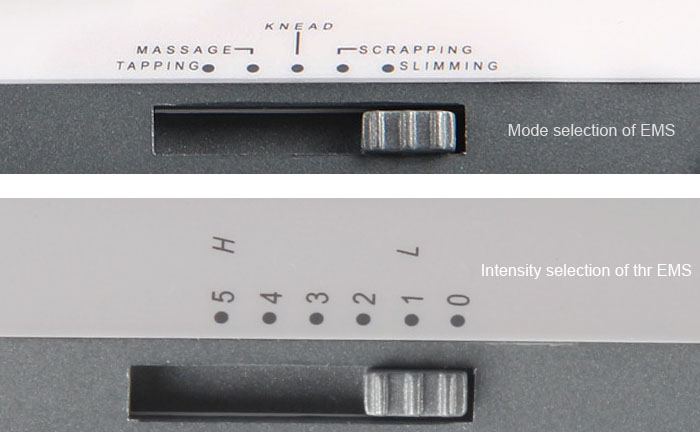 KNEAD
MASSAGE SCRAPPING
TAPPING SLIMMING
Mode selection of EMS
H L
Intensity selection of thr EMS
5 4 3 2 1 0